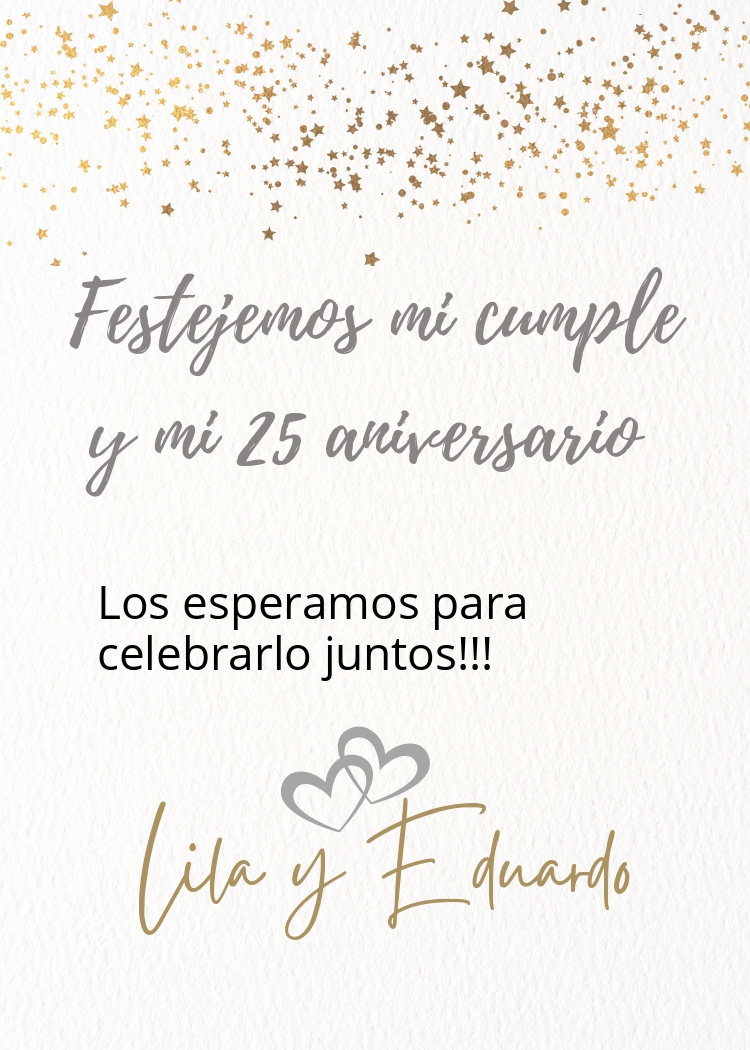 Festejemos mi cumple
y mi 25 aniversario
Los esperamos para
celebrarlo juntos!!!
Lila y Eduardo